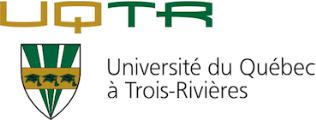 UQTR
Université du Québec
à Trois-Rivières